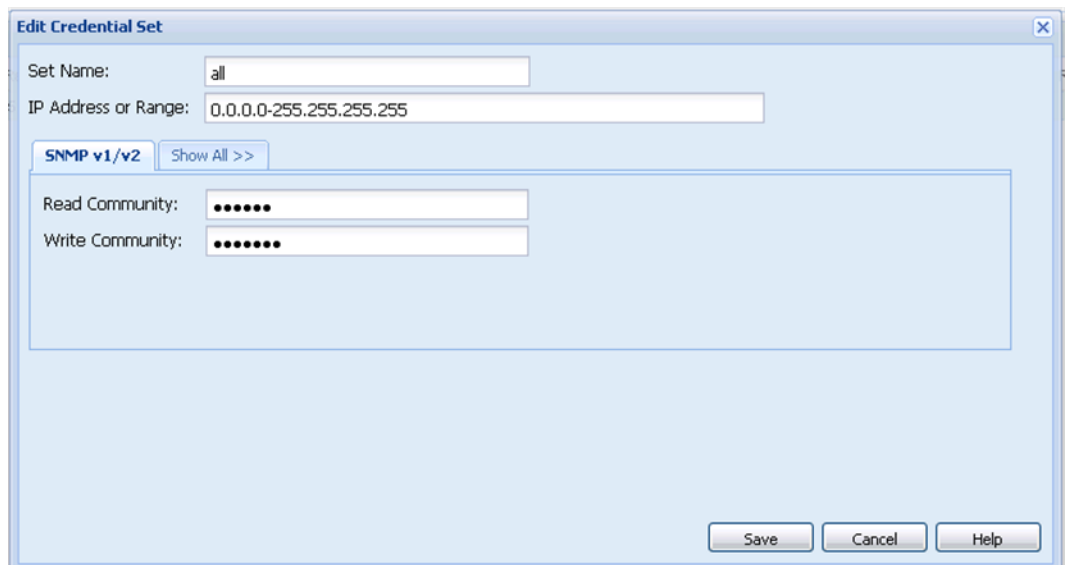 Edit Credential Set
Set Name: all
IP Address or Range: 0.0.0.0-255.255.255.255
SNMP v1/v2 Show All >>
Read Community: ••••••
Write Community: •••••••
Save Cancel Help